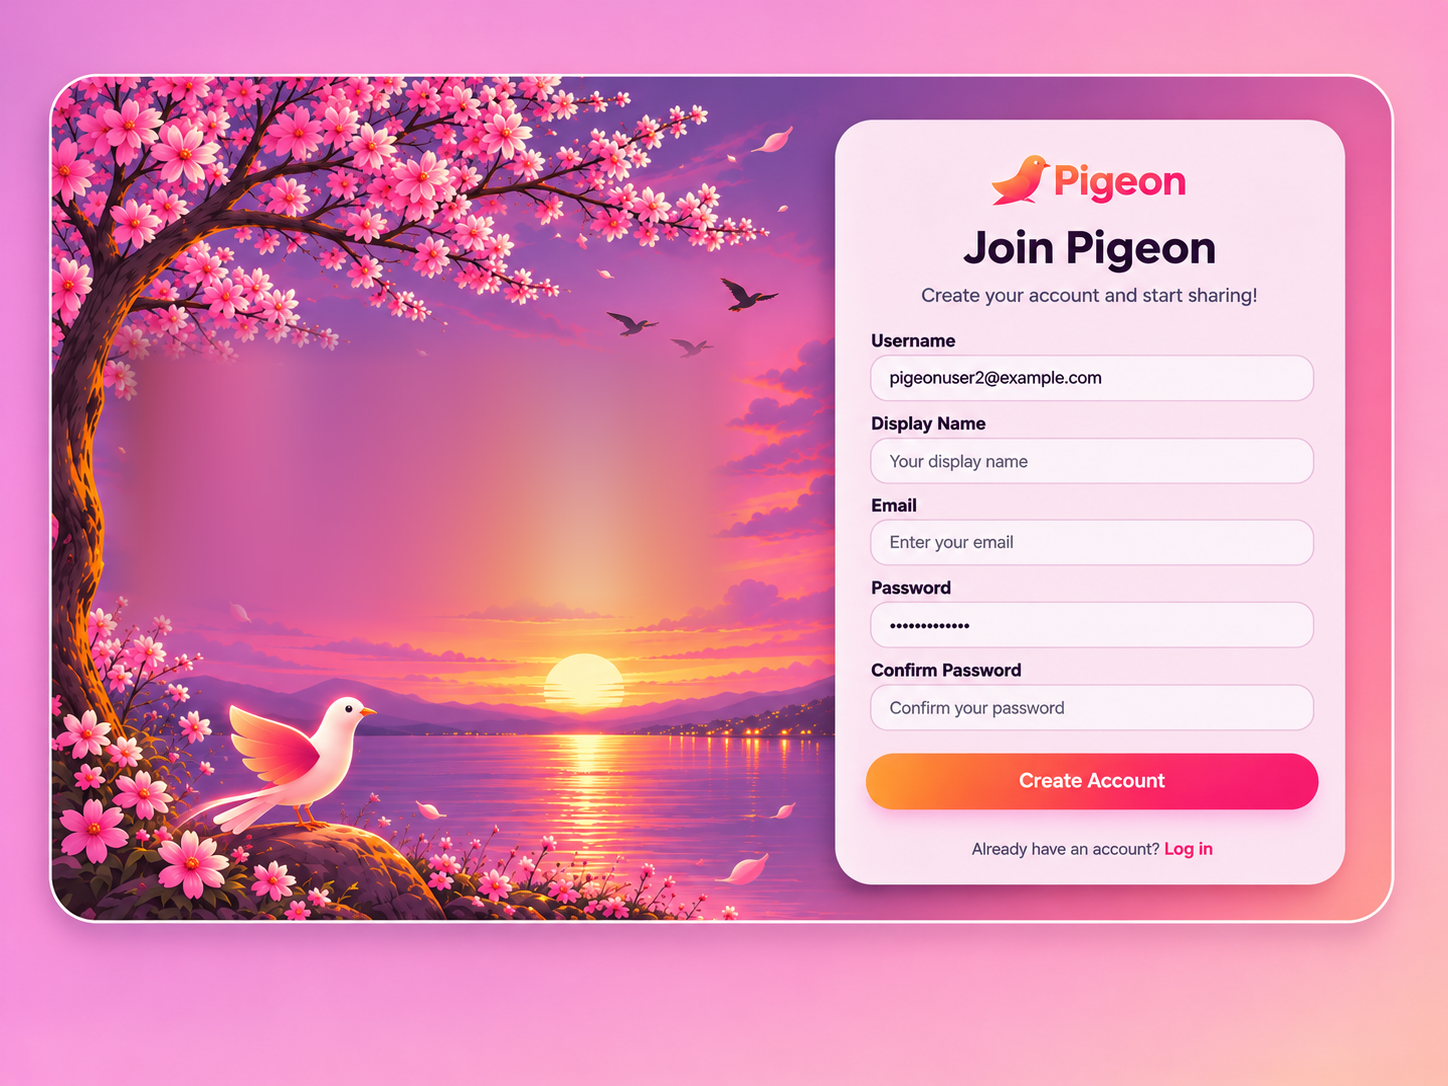 Pigeon
Join Pigeon
Create your account and start sharing!
Username
pigeonuser2@example.com
Display Name
Your display name
Email
Enter your email
Password
•••••••••••••
Confirm Password
Confirm your password
Create Account
Already have an account? Log in